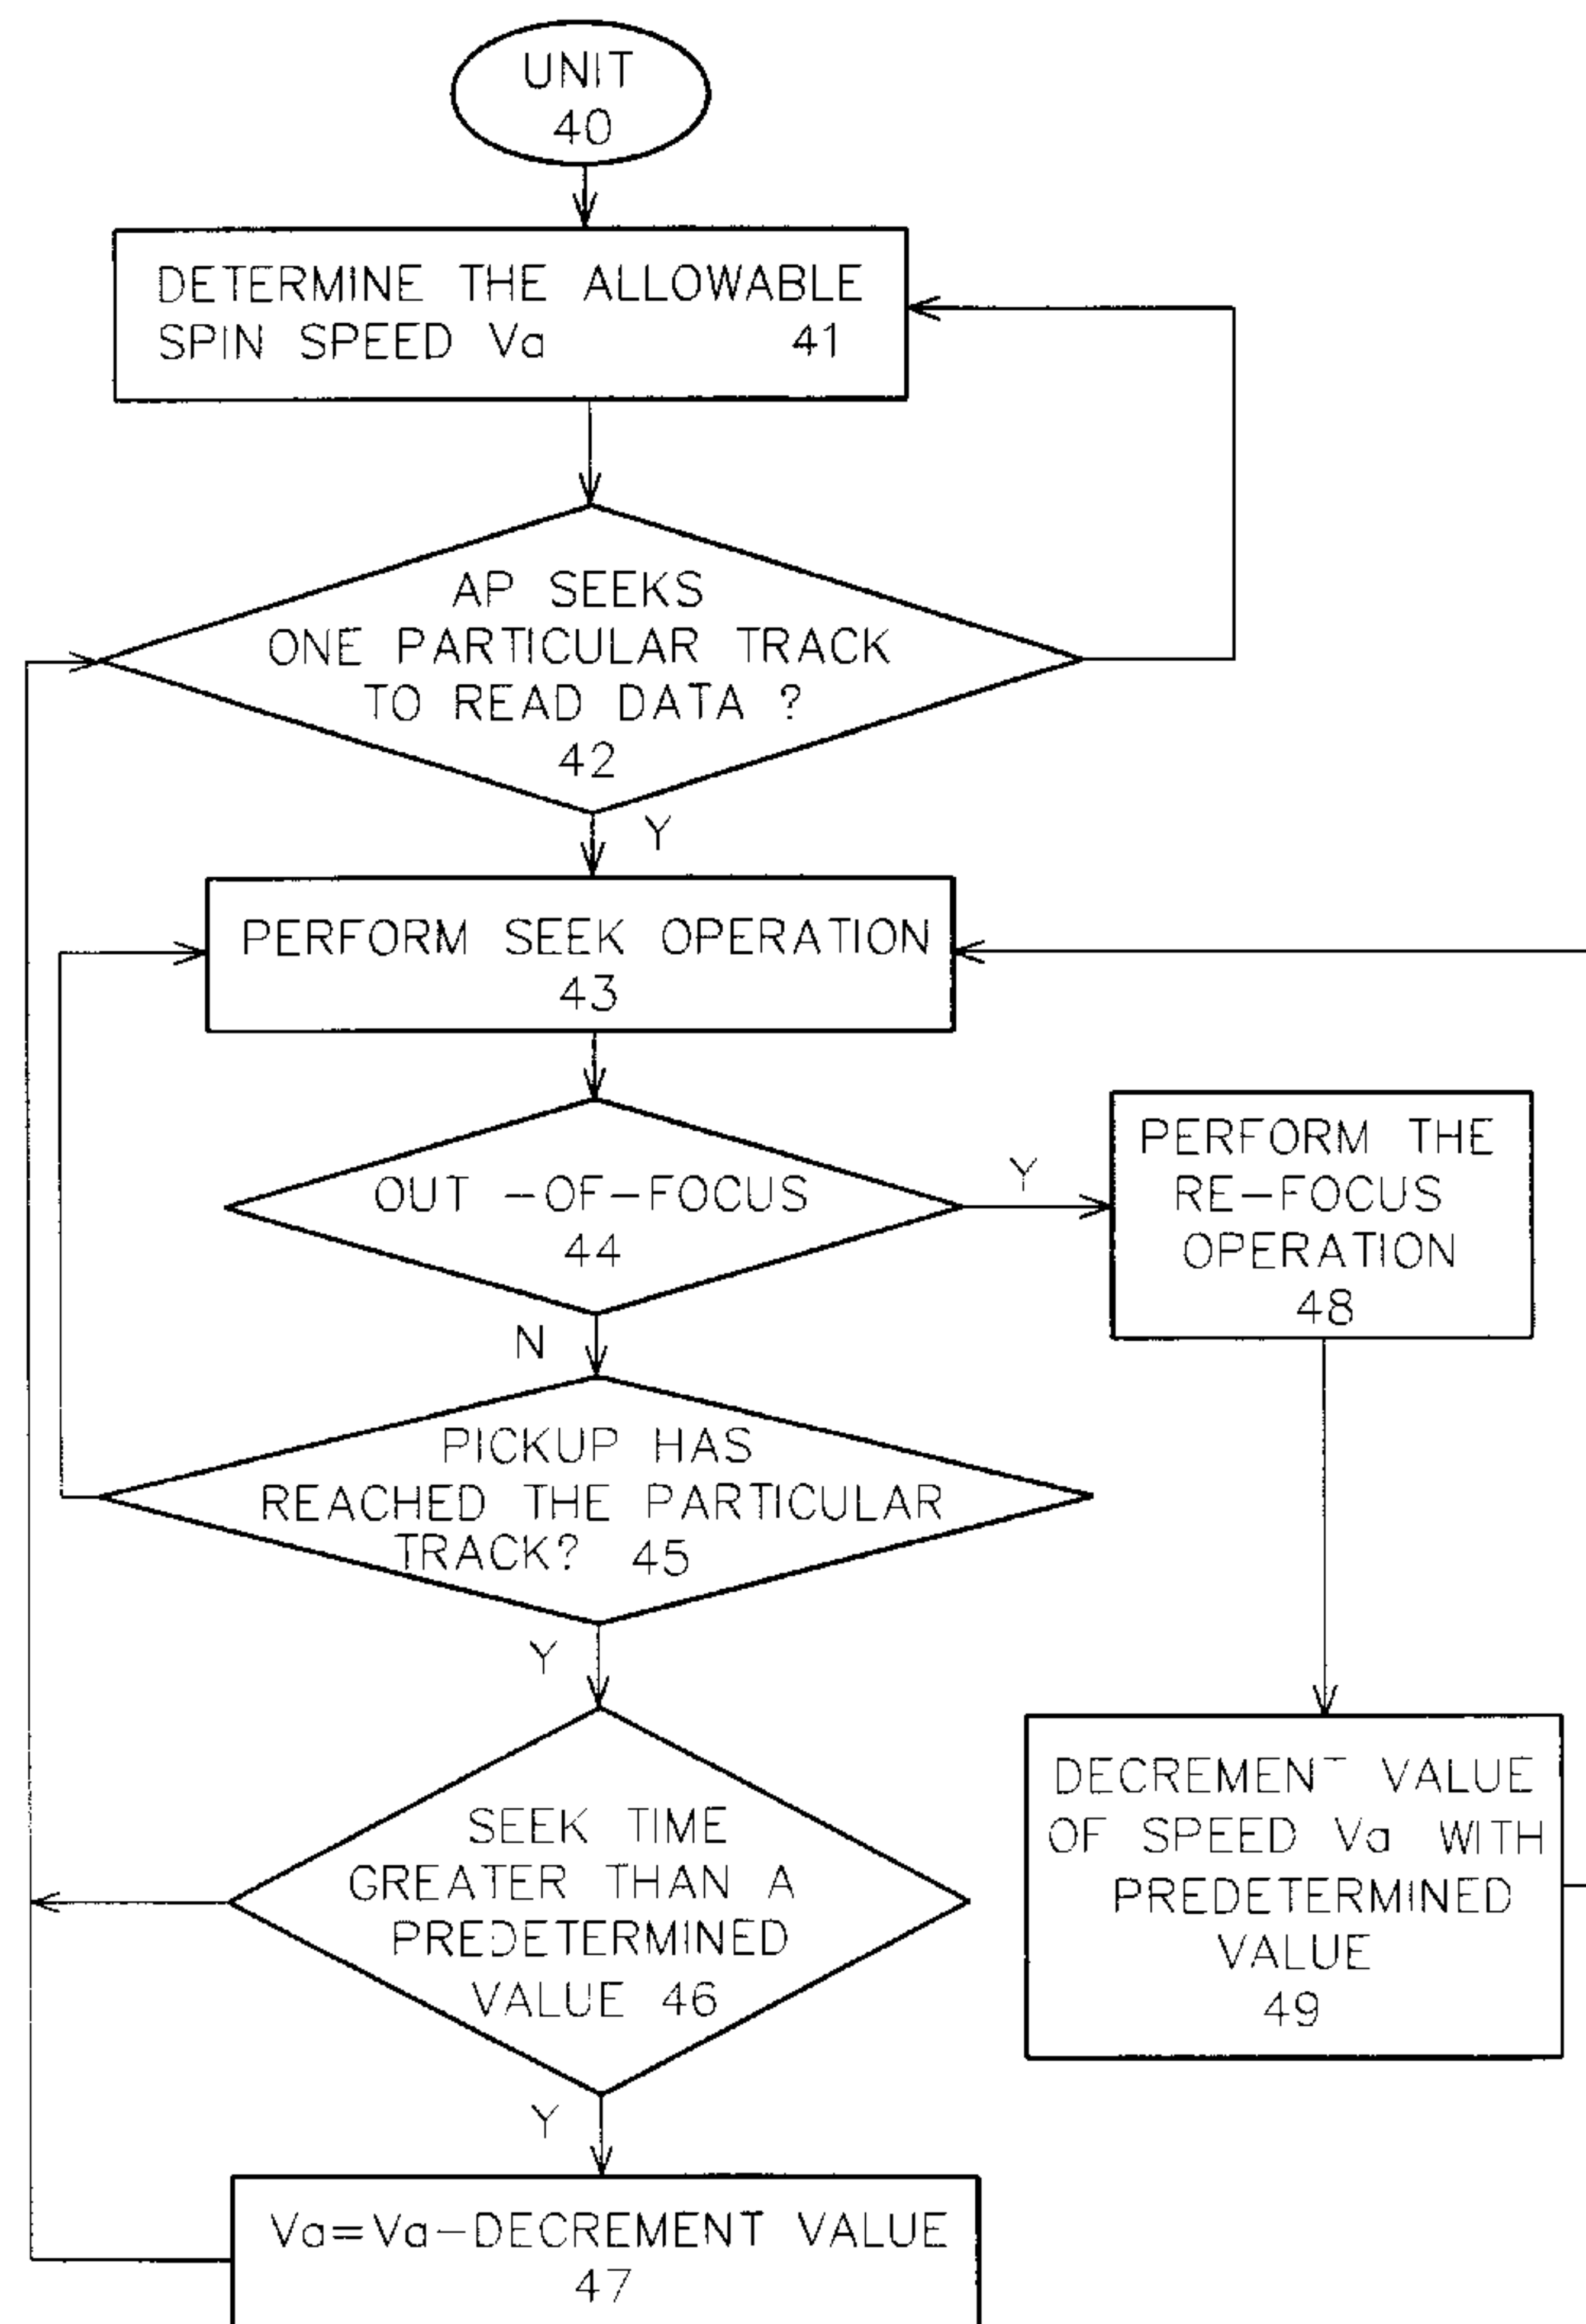 UNIT
40
DETERMINE THE ALLOWABLE
SPIN SPEED Va 41
AP SEEKS
ONE PARTICULAR TRACK
TO READ DATA ?
42
Y
PERFORM SEEK OPERATION
43
OUT -OF-FOCUS
44
Y
PERFORM THE
RE-FOCUS
OPERATION
48
N
PICKUP HAS
REACHED THE PARTICULAR
TRACK? 45
Y
SEEK TIME
GREATER THAN A
PREDETERMINED
VALUE 46
DECREMENT VALUE
OF SPEED Va WITH
PREDETERMINED
VALUE
49
Y
Va=Va-DECREMENT VALUE
47